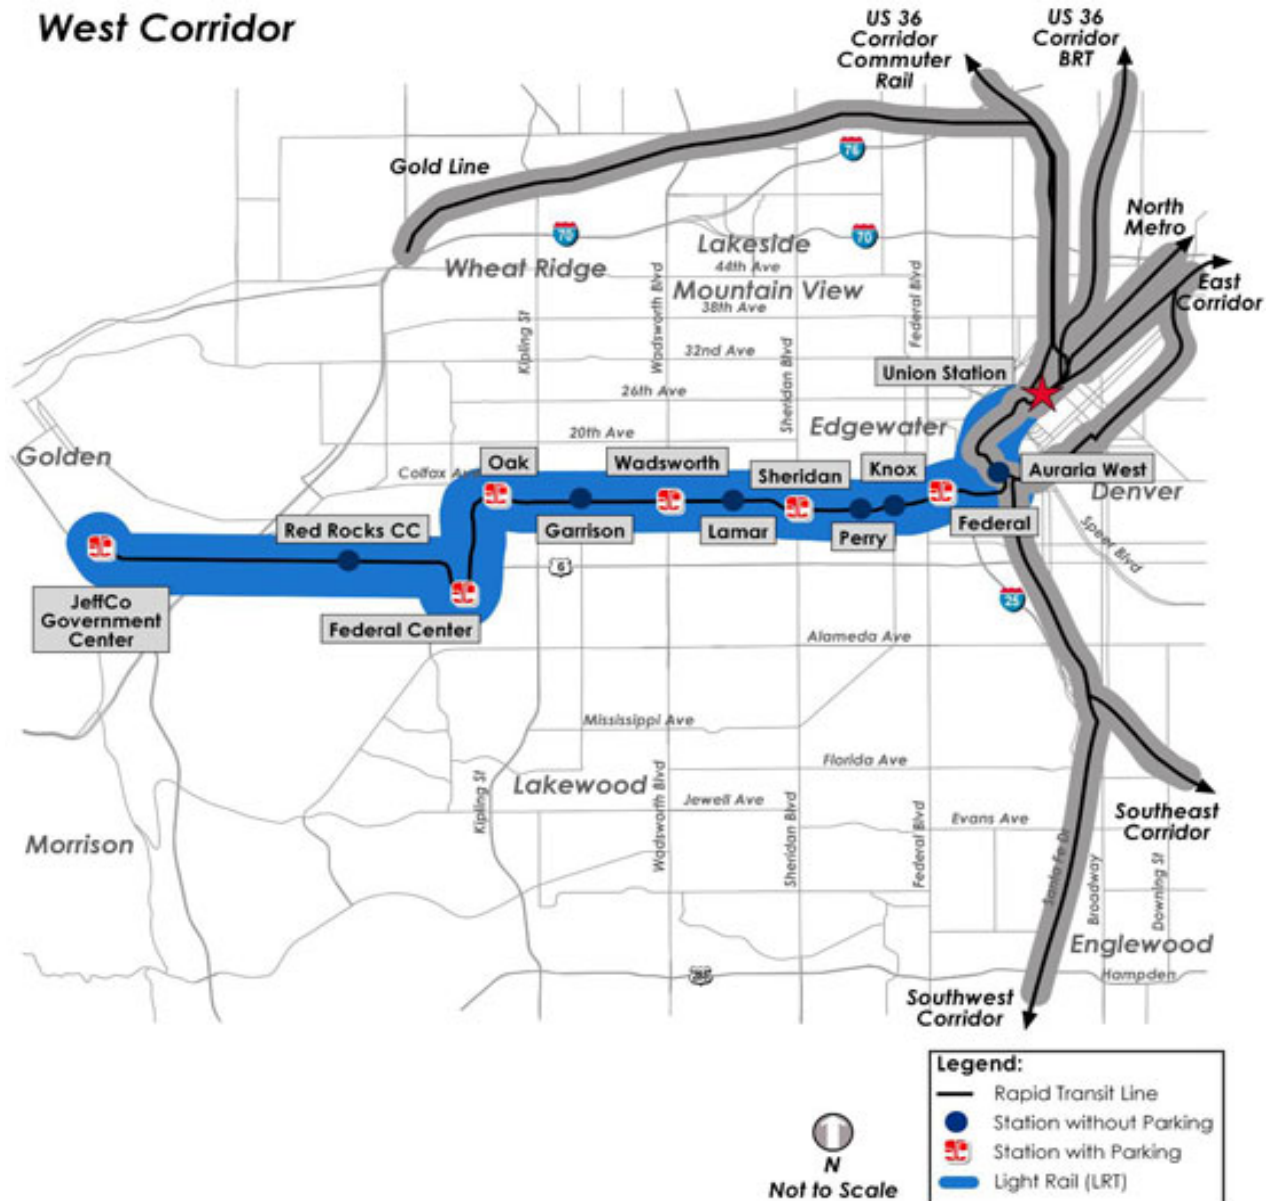 West Corridor
US 36
Corridor
Commuter
Rail
US 36
Corridor
BRT
Gold Line
76
North
Metro
70
70
Lakeside
East
Corridor
Wheat Ridge
44th Ave
Mountain View
38th Ave
Kipling St
Wadsworth Blvd
Sheridan Blvd
Federal Blvd
32nd Ave
Union Station
26th Ave
Edgewater
20th Ave
Golden
Colfax Ave
Oak
Wadsworth
Sheridan
Knox
Auraria West
Denver
Red Rocks CC
Garrison
Lamar
Perry
Federal
Speer Blvd
6
25
JeffCo
Government
Center
Federal Center
Alameda Ave
Mississippi Ave
Florida Ave
Lakewood
Jewell Ave
Evans Ave
Southeast
Corridor
Kipling St
Wadsworth Blvd
Sheridan Blvd
Federal Blvd
Santa Fe Dr
Broadway
Downing St
Morrison
Englewood
Hampden
285
Southwest
Corridor
Legend:
Rapid Transit Line
Station without Parking
Station with Parking
Light Rail (LRT)
N
Not to Scale